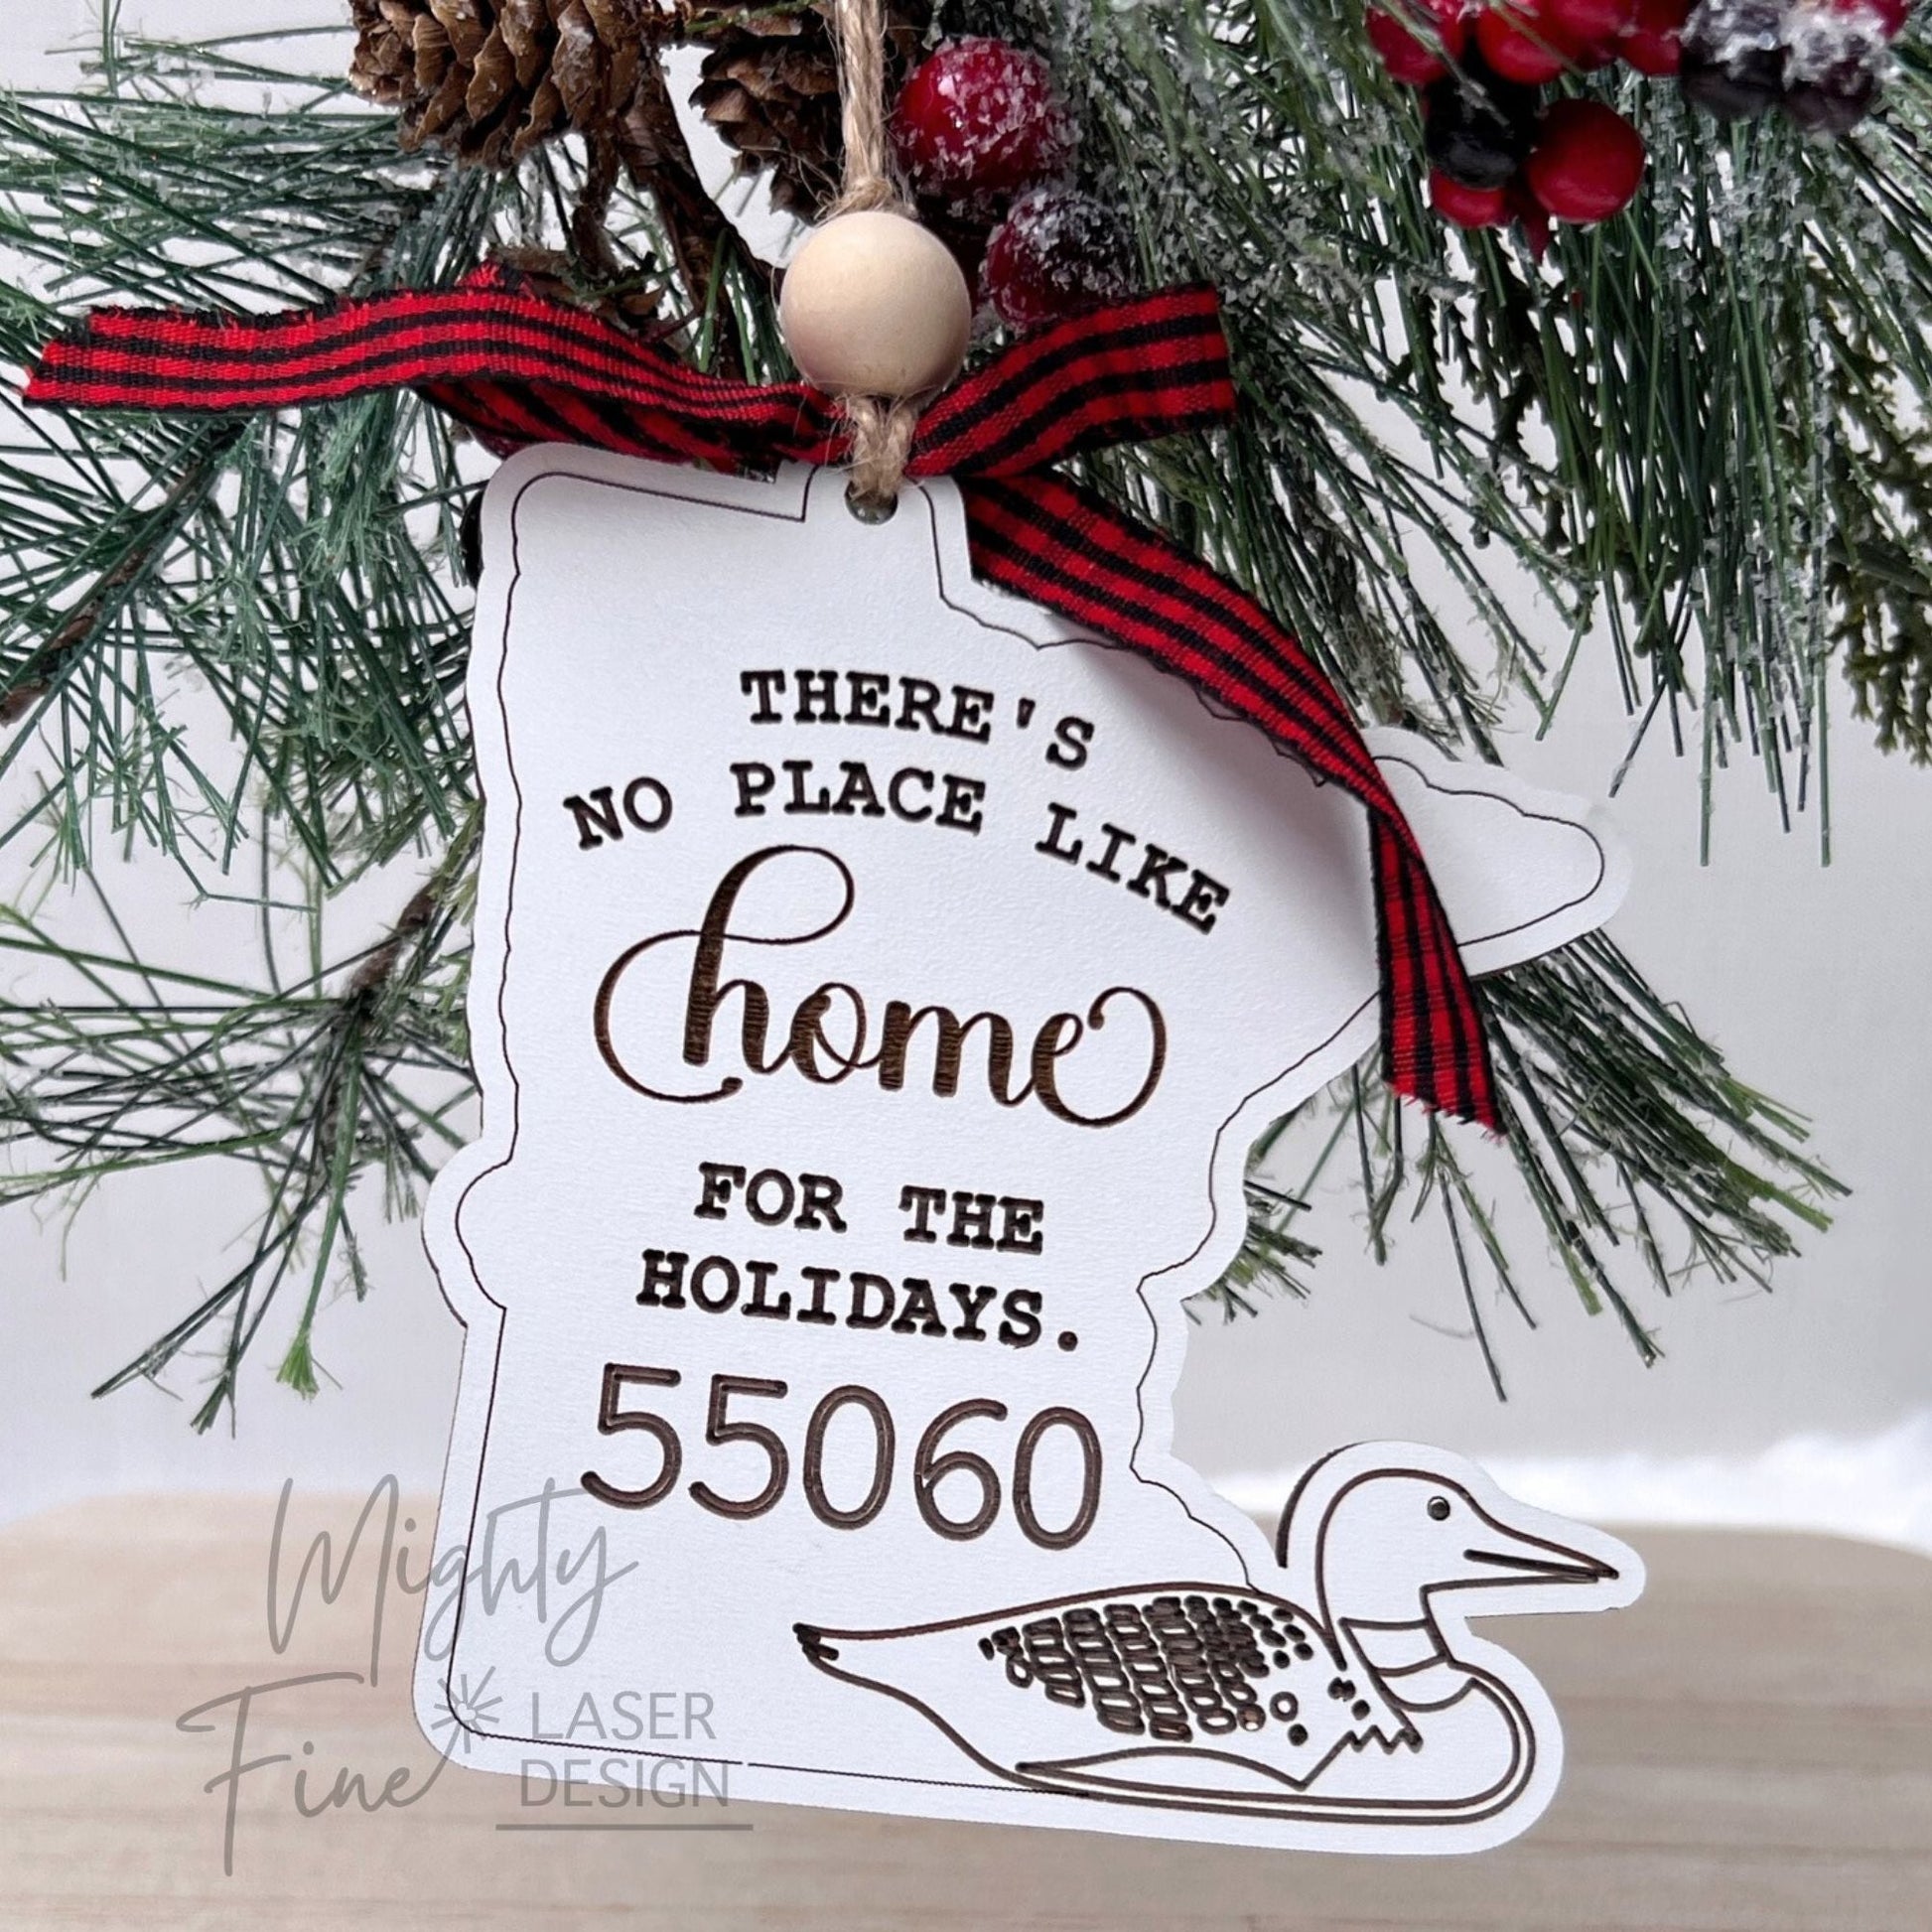 THERE'S
NO PLACE LIKE
home
FOR THE
HOLIDAYS.
55060
Mighty
Fine LASER
DESIGN